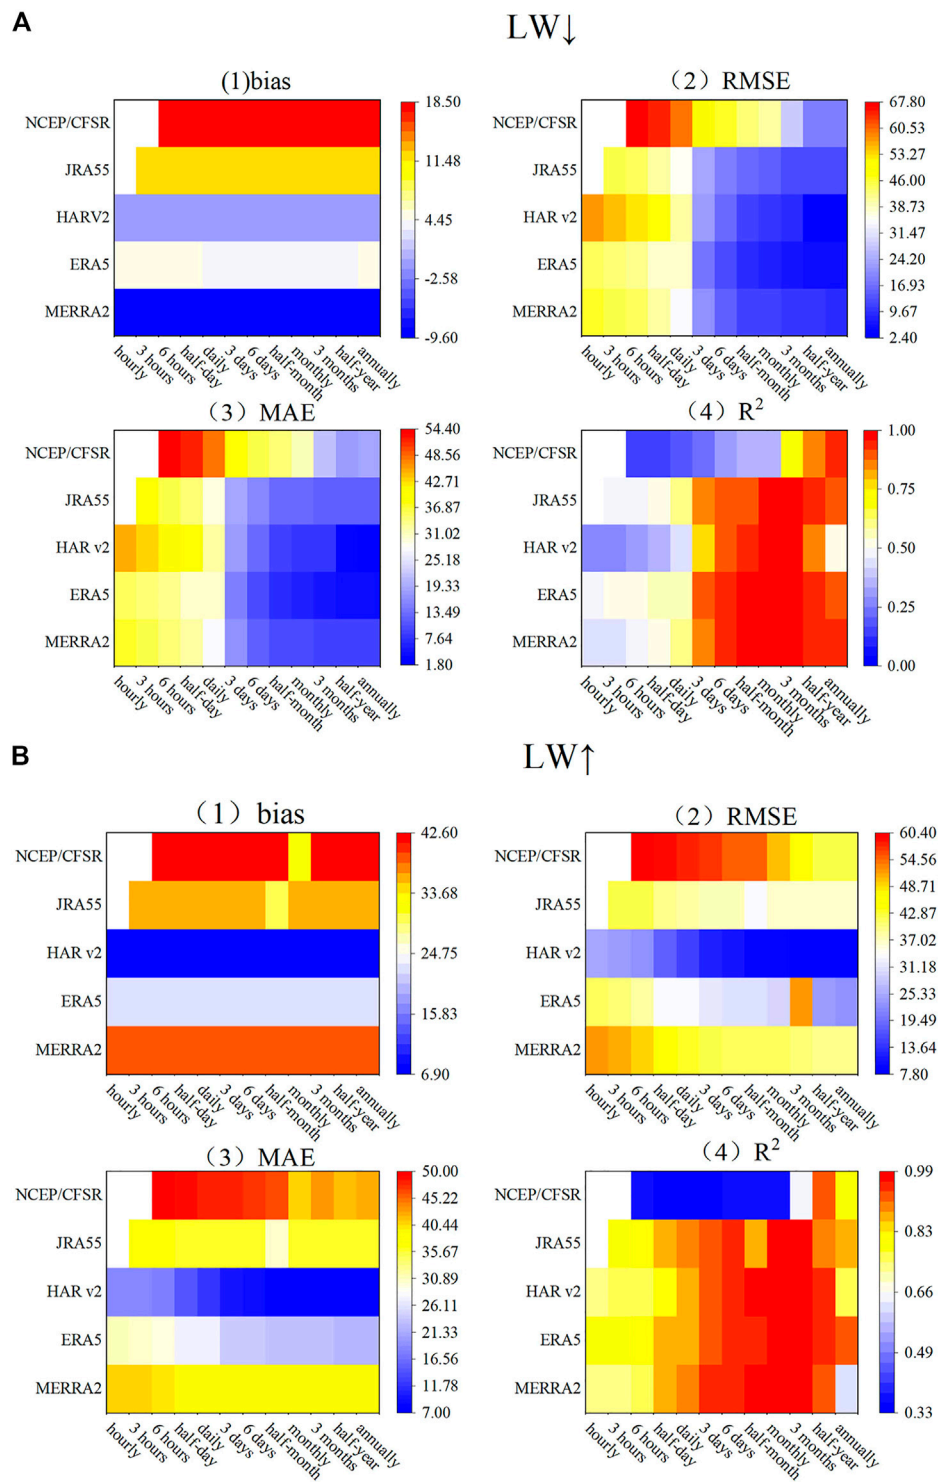 A
LW↓
(1)bias
NCEP/CFSR
JRA55
HARV2
ERA5
MERRA2
18.50
11.48
4.45
-2.58
-9.60
hourly
3 hours
6 hours
half-day
daily
3 days
6 days
half-month
monthly
3 months
half-year
annually
(2) RMSE
NCEP/CFSR
JRA55
HAR v2
ERA5
MERRA2
67.80
60.53
53.27
46.00
38.73
31.47
24.20
16.93
9.67
2.40
hourly
3 hours
6 hours
half-day
daily
3 days
6 days
half-month
monthly
3 months
half-year
annually
(3) MAE
NCEP/CFSR
JRA55
HAR v2
ERA5
MERRA2
54.40
48.56
42.71
36.87
31.02
25.18
19.33
13.49
7.64
1.80
hourly
3 hours
6 hours
half-day
daily
3 days
6 days
half-month
monthly
3 months
half-year
annually
(4) R²
NCEP/CFSR
JRA55
HAR v2
ERA5
MERRA2
1.00
0.75
0.50
0.25
0.00
hourly
3 hours
6 hours
half-day
daily
3 days
6 days
half-month
monthly
3 months
half-year
annually
B
LW↑
(1) bias
NCEP/CFSR
JRA55
HAR v2
ERA5
MERRA2
42.60
33.68
24.75
15.83
6.90
hourly
3 hours
6 hours
half-day
daily
3 days
6 days
half-month
monthly
3 months
half-year
annually
(2) RMSE
NCEP/CFSR
JRA55
HAR v2
ERA5
MERRA2
60.40
54.56
48.71
42.87
37.02
31.18
25.33
19.49
13.64
7.80
hourly
3 hours
6 hours
half-day
daily
3 days
6 days
half-month
monthly
3 months
half-year
annually
(3) MAE
NCEP/CFSR
JRA55
HAR v2
ERA5
MERRA2
50.00
45.22
40.44
35.67
30.89
26.11
21.33
16.56
11.78
7.00
hourly
3 hours
6 hours
half-day
daily
3 days
6 days
half-month
monthly
3 months
half-year
annually
(4) R²
NCEP/CFSR
JRA55
HAR v2
ERA5
MERRA2
0.99
0.83
0.66
0.49
0.33
hourly
3 hours
6 hours
half-day
daily
3 days
6 days
half-month
monthly
3 months
half-year
annually